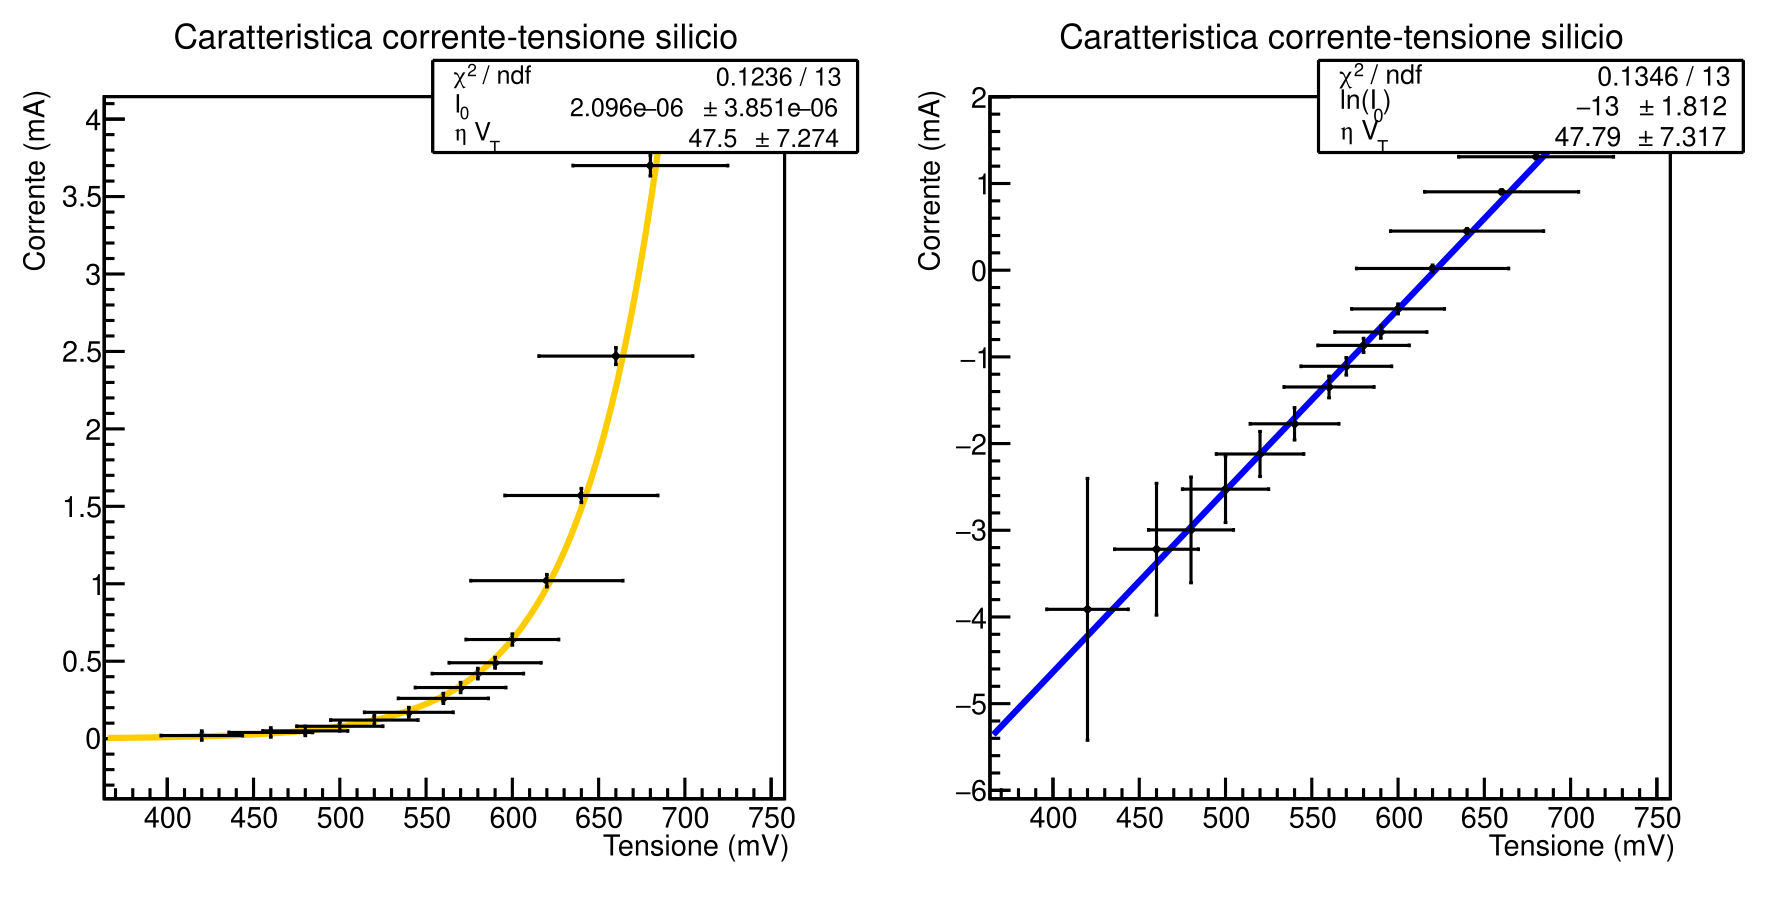 Caratteristica corrente-tensione silicio
χ² / ndf 0.1236 / 13
I₀ 2.096e–06 ± 3.851e–06
η V_T 47.5 ± 7.274
Corrente (mA)
4
3.5
3
2.5
2
1.5
1
0.5
0
400 450 500 550 600 650 700 750
Tensione (mV)
Caratteristica corrente-tensione silicio
χ² / ndf 0.1346 / 13
ln(I₀) –13 ± 1.812
η V_T 47.79 ± 7.317
Corrente (mA)
2
1
0
–1
–2
–3
–4
–5
–6
400 450 500 550 600 650 700 750
Tensione (mV)